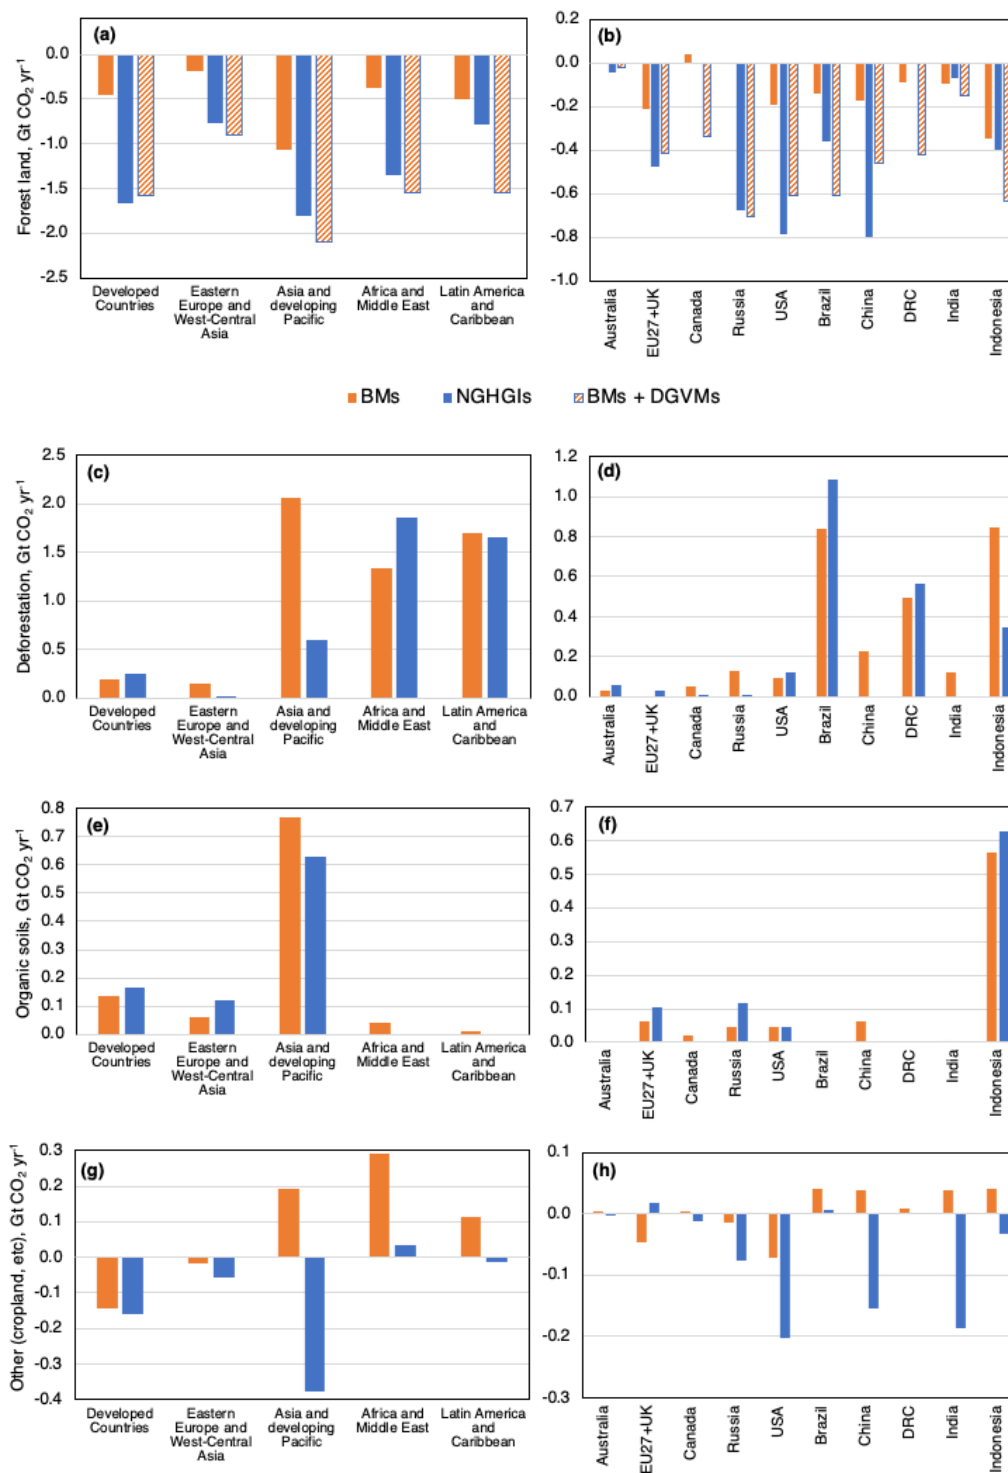 (a)
Forest land, Gt CO2 yr-1
0.0
-0.5
-1.0
-1.5
-2.0
-2.5
Developed Countries
Eastern Europe and West-Central Asia
Asia and developing Pacific
Africa and Middle East
Latin America and Caribbean
(b)
0.2
0.0
-0.2
-0.4
-0.6
-0.8
-1.0
Australia
EU27+UK
Canada
Russia
USA
Brazil
China
DRC
India
Indonesia
BMs NGHGIs BMs + DGVMs
(c)
Deforestation, Gt CO2 yr-1
2.5
2.0
1.5
1.0
0.5
0.0
Developed Countries
Eastern Europe and West-Central Asia
Asia and developing Pacific
Africa and Middle East
Latin America and Caribbean
(d)
1.2
1.0
0.8
0.6
0.4
0.2
0.0
Australia
EU27+UK
Canada
Russia
USA
Brazil
China
DRC
India
Indonesia
(e)
Organic soils, Gt CO2 yr-1
0.8
0.7
0.6
0.5
0.4
0.3
0.2
0.1
0.0
Developed Countries
Eastern Europe and West-Central Asia
Asia and developing Pacific
Africa and Middle East
Latin America and Caribbean
(f)
0.7
0.6
0.5
0.4
0.3
0.2
0.1
0.0
Australia
EU27+UK
Canada
Russia
USA
Brazil
China
DRC
India
Indonesia
(g)
Other (cropland, etc), Gt CO2 yr-1
0.3
0.2
0.1
0.0
-0.1
-0.2
-0.3
-0.4
Developed Countries
Eastern Europe and West-Central Asia
Asia and developing Pacific
Africa and Middle East
Latin America and Caribbean
(h)
0.1
0.0
-0.1
-0.2
-0.3
Australia
EU27+UK
Canada
Russia
USA
Brazil
China
DRC
India
Indonesia